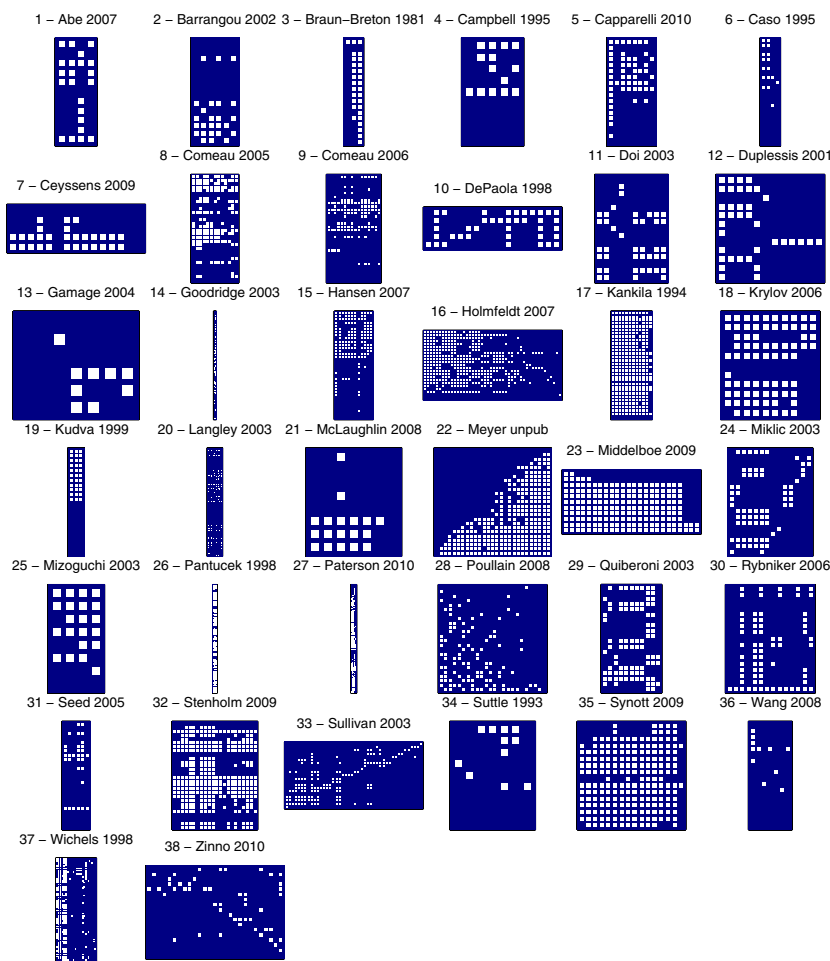 1 – Abe 2007
2 – Barrangou 2002
3 – Braun–Breton 1981
4 – Campbell 1995
5 – Capparelli 2010
6 – Caso 1995
7 – Ceyssens 2009
8 – Comeau 2005
9 – Comeau 2006
10 – DePaola 1998
11 – Doi 2003
12 – Duplessis 2001
13 – Gamage 2004
14 – Goodridge 2003
15 – Hansen 2007
16 – Holmfeldt 2007
17 – Kankila 1994
18 – Krylov 2006
19 – Kudva 1999
20 – Langley 2003
21 – McLaughlin 2008
22 – Meyer unpub
23 – Middelboe 2009
24 – Miklic 2003
25 – Mizoguchi 2003
26 – Pantucek 1998
27 – Paterson 2010
28 – Poullain 2008
29 – Quiberoni 2003
30 – Rybniker 2006
31 – Seed 2005
32 – Stenholm 2009
33 – Sullivan 2003
34 – Suttle 1993
35 – Synott 2009
36 – Wang 2008
37 – Wichels 1998
38 – Zinno 2010